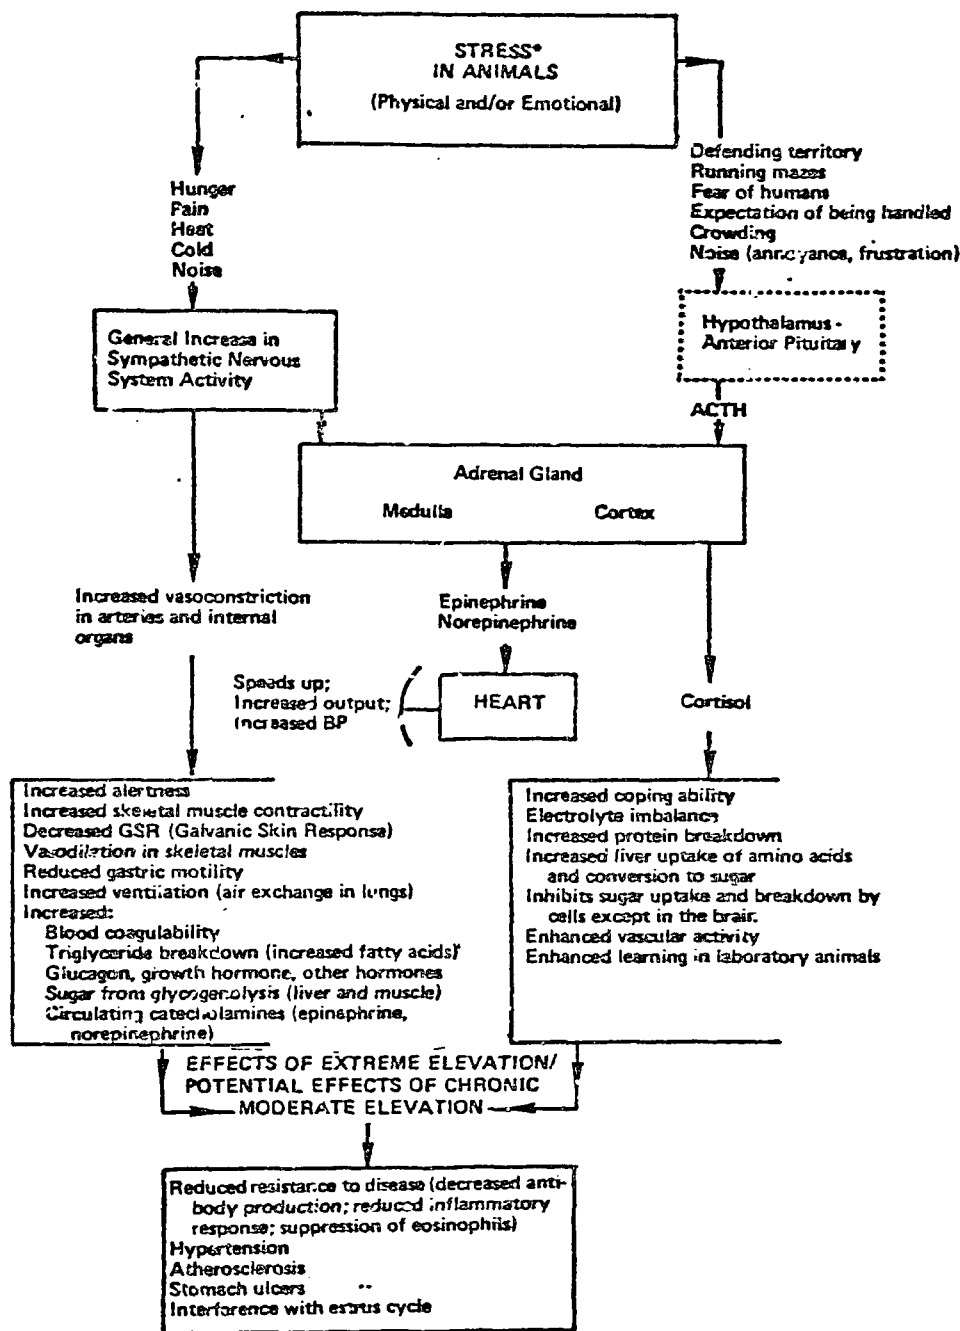 STRESS*
IN ANIMALS
(Physical and/or Emotional)
Hunger
Pain
Heat
Cold
Noise
Defending territory
Running mazes
Fear of humans
Expectation of being handled
Crowding
Noise (annoyance, frustration)
General Increase in
Sympathetic Nervous
System Activity
Hypothalamus -
Anterior Pituitary
ACTH
Adrenal Gland
Medulla Cortex
Increased vasoconstriction
in arteries and internal
organs
Epinephrine
Norepinephrine
Speeds up;
Increased output;
Increased BP
HEART
Cortisol
Increased alertness
Increased skeletal muscle contractility
Decreased GSR (Galvanic Skin Response)
Vasodilation in skeletal muscles
Reduced gastric motility
Increased ventilation (air exchange in lungs)
Increased:
Blood coagulability
Triglyceride breakdown (increased fatty acids)
Glucagon, growth hormone, other hormones
Sugar from glycogenolysis (liver and muscle)
Circulating catecholamines (epinephrine,
norepinephrine)
Increased coping ability
Electrolyte imbalance
Increased protein breakdown
Increased liver uptake of amino acids
and conversion to sugar
Inhibits sugar uptake and breakdown by
cells except in the brain.
Enhanced vascular activity
Enhanced learning in laboratory animals
EFFECTS OF EXTREME ELEVATION/
POTENTIAL EFFECTS OF CHRONIC
MODERATE ELEVATION
Reduced resistance to disease (decreased anti-
body production; reduced inflammatory
response; suppression of eosinophils)
Hypertension
Atherosclerosis
Stomach ulcers
Interference with estrus cycle